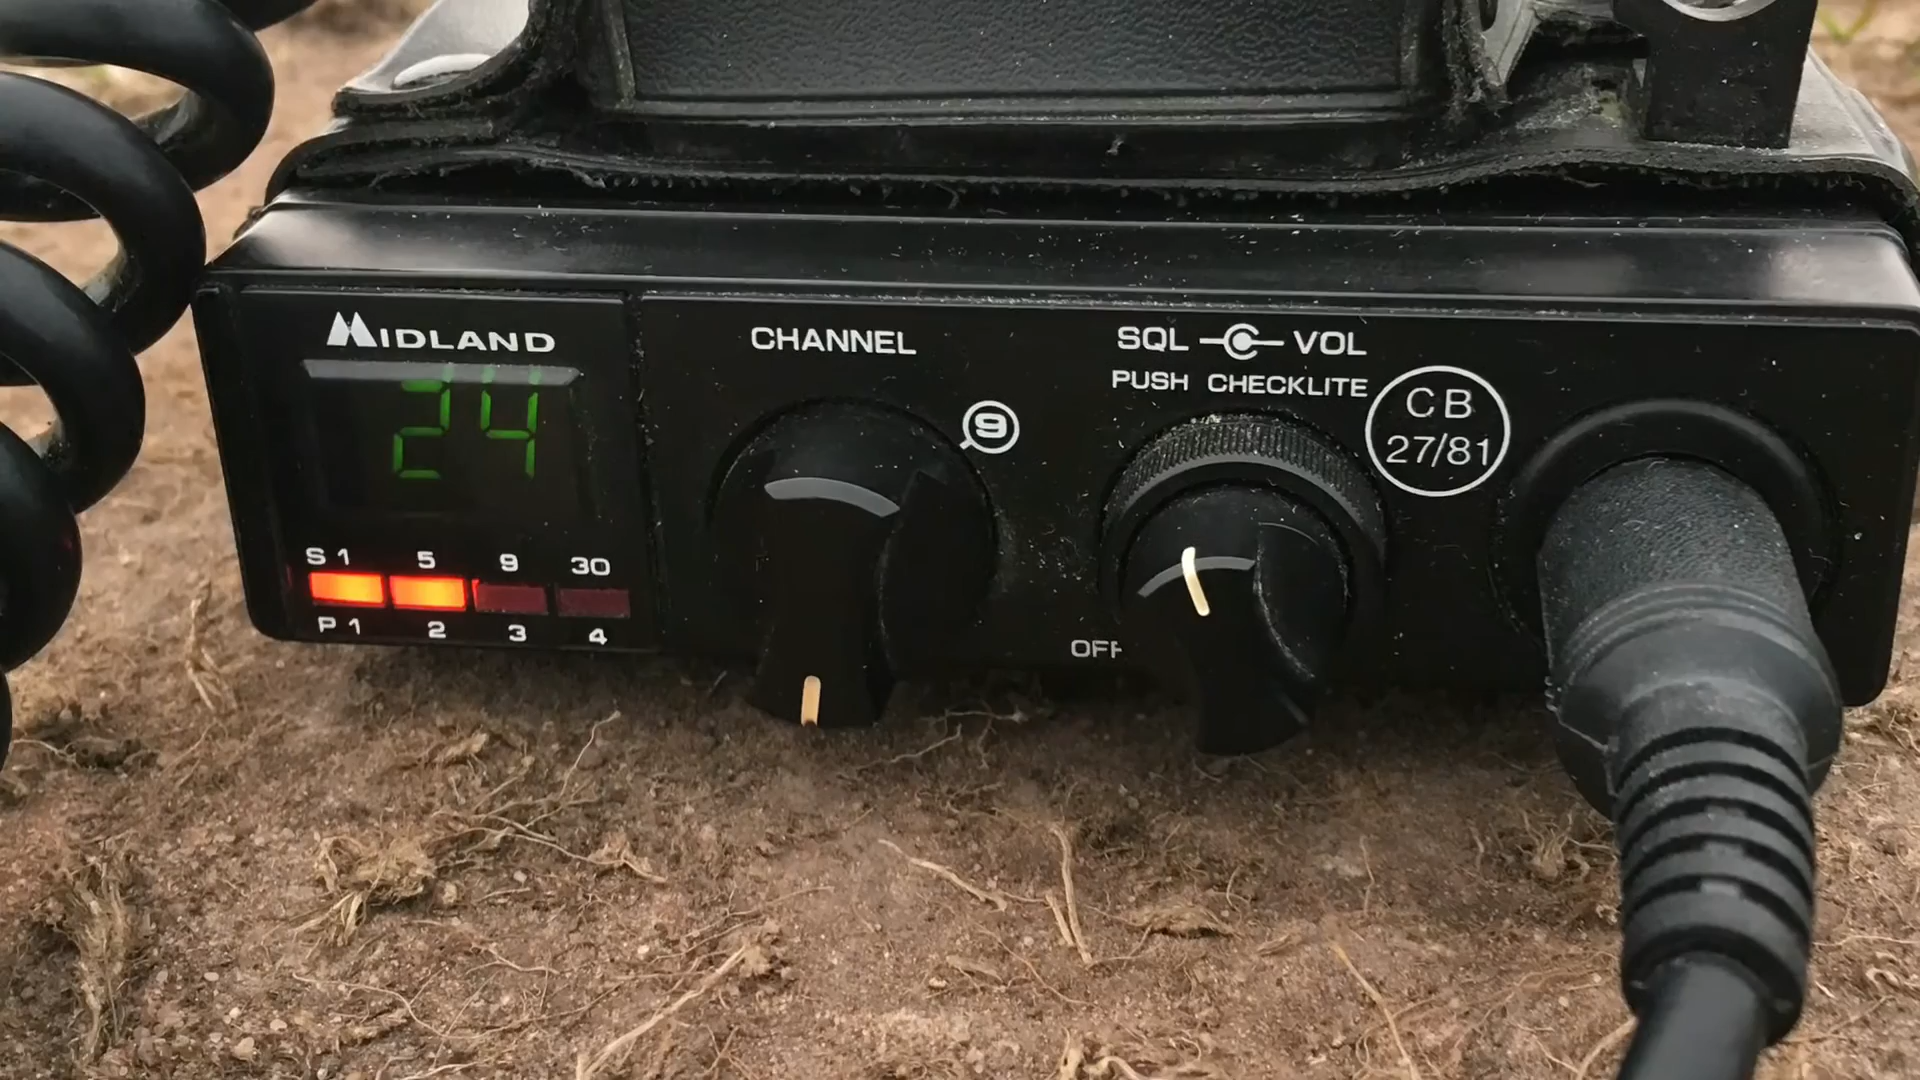 MIDLAND
24
S 1 5 9 30
P 1 2 3 4
CHANNEL
9
SQL VOL
PUSH CHECKLITE
OFF
CB
27/81